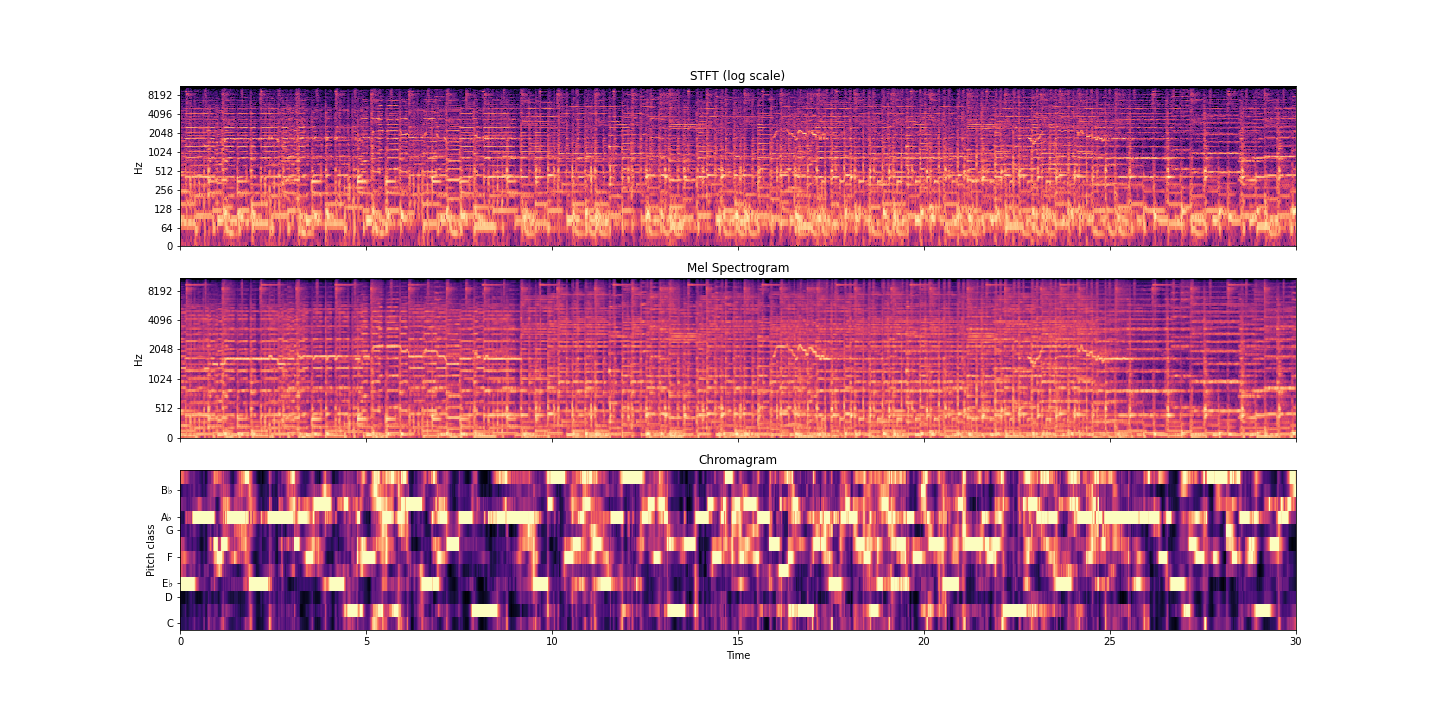 STFT (log scale)
8192
4096
2048
1024
512
256
128
64
0
Hz
Mel Spectrogram
8192
4096
2048
1024
512
0
Hz
Chromagram
B♭
A♭
G
F
E♭
D
C
Pitch class
0 5 10 15 20 25 30
Time